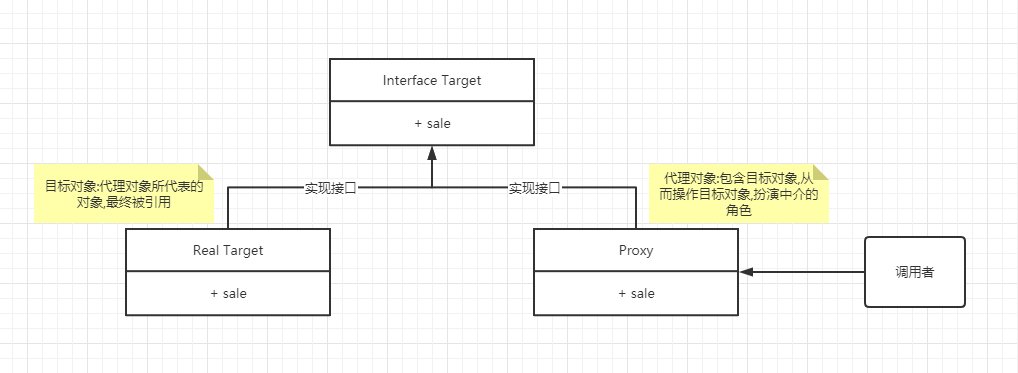 Interface Target
+ sale
目标对象:代理对象所代表的
对象,最终被引用
实现接口
实现接口
代理对象:包含目标对象,从
而操作目标对象,扮演中介的
角色
Real Target
+ sale
Proxy
+ sale
调用者